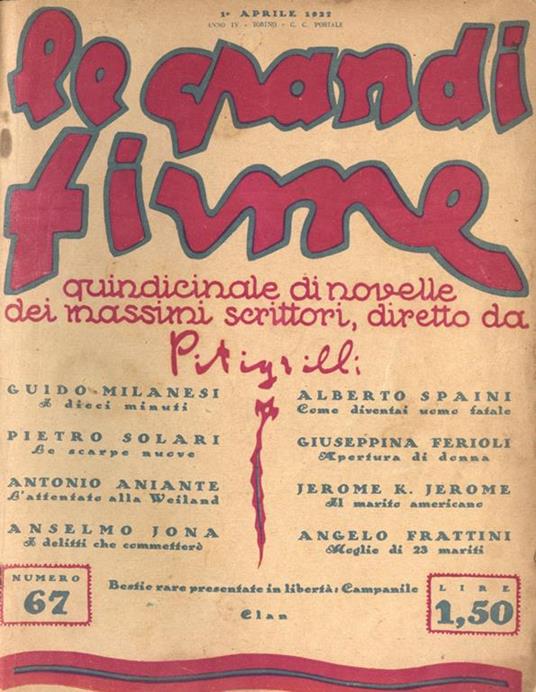 1º APRILE 1927
ANNO IV - TORINO - C. C. POSTALE
le grandi
firme
quindicinale di novelle
dei massimi scrittori, diretto da
Pitigrilli
GUIDO MILANESI
I dieci minuti
PIETRO SOLARI
Le scarpe nuove
ANTONIO ANIANTE
L'attentato alla Weiland
ANSELMO JONA
I delitti che commetterò
ALBERTO SPAINI
Come diventai uomo fatale
GIUSEPPINA FERIOLI
Apertura di donna
JEROME K. JEROME
Il marito americano
ANGELO FRATTINI
Moglie di 23 mariti
NUMERO
67
Bestie rare presentate in libertà: Campanile
Clan
LIRE
1,50